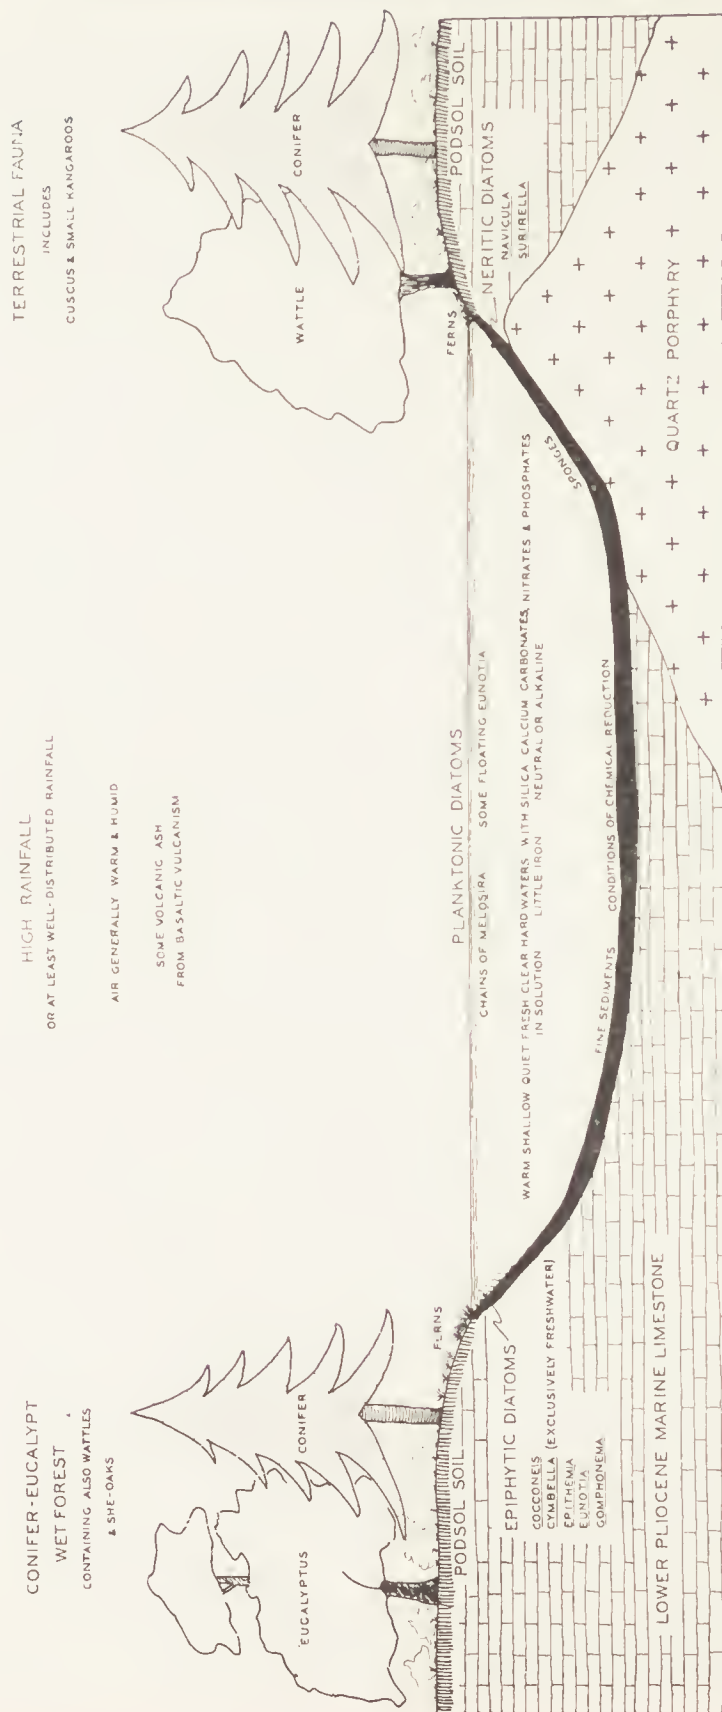 CONIFER-EUCALYPT
WET FOREST
CONTAINING ALSO WATTLES
& SHE-OAKS
HIGH RAINFALL
OR AT LEAST WELL-DISTRIBUTED RAINFALL
AIR GENERALLY WARM & HUMID
SOME VOLCANIC ASH
FROM BASALTIC VULCANISM
TERRESTRIAL FAUNA
INCLUDES
CUSCUS & SMALL KANGAROOS
EUCALYPTUS
CONIFER
WATTLE
CONIFER
FERNS
FERNS
PODSOL SOIL
PODSOL SOIL
PLANKTONIC DIATOMS
CHAINS OF MELOSIRA SOME FLOATING EUNOTIA
WARM SHALLOW QUIET FRESH CLEAR HARD WATERS, WITH SILICA CALCIUM CARBONATES, NITRATES & PHOSPHATES
IN SOLUTION LITTLE IRON NEUTRAL OR ALKALINE
EPIPHYTIC DIATOMS
COCCONEIS
CYMBELLA (EXCLUSIVELY FRESHWATER)
EPITHEMIA
EUNOTIA
GOMPHONEMA
NERITIC DIATOMS
NAVICULA
SURIRELLA
SPONGES
FINE SEDIMENTS CONDITIONS OF CHEMICAL REDUCTION
LOWER PLIOCENE MARINE LIMESTONE
QUARTZ PORPHYRY